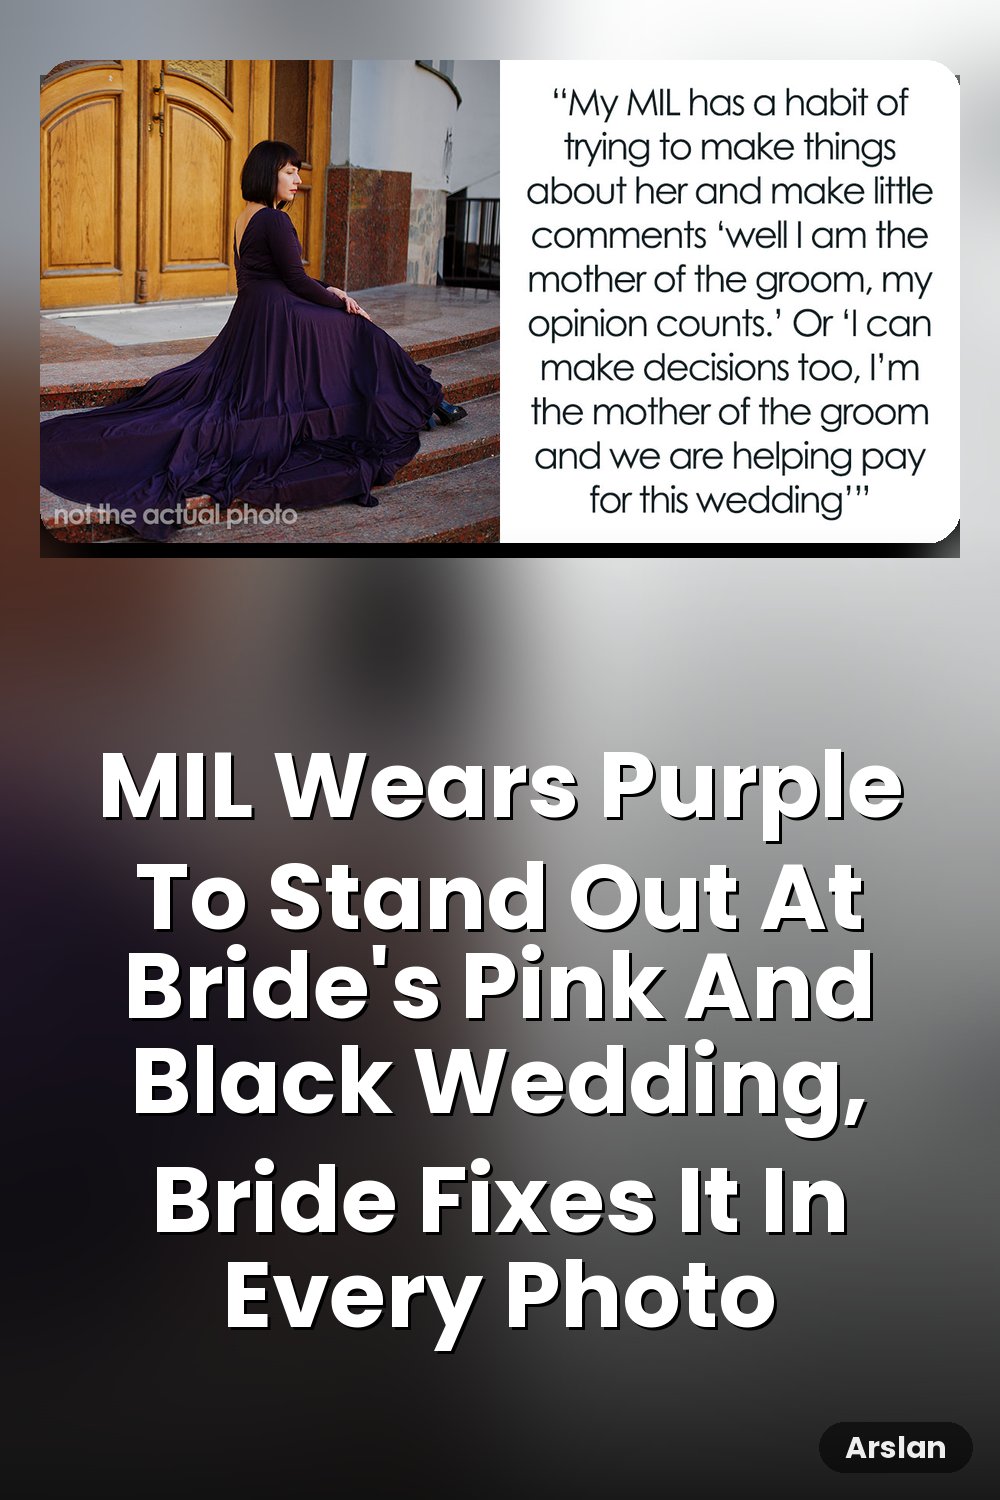 “My MIL has a habit of
trying to make things
about her and make little
comments ‘well I am the
mother of the groom, my
opinion counts.’ Or ‘I can
make decisions too, I’m
the mother of the groom
and we are helping pay
for this wedding’”
not the actual photo
MIL Wears Purple
To Stand Out At
Bride's Pink And
Black Wedding,
Bride Fixes It In
Every Photo
Arslan